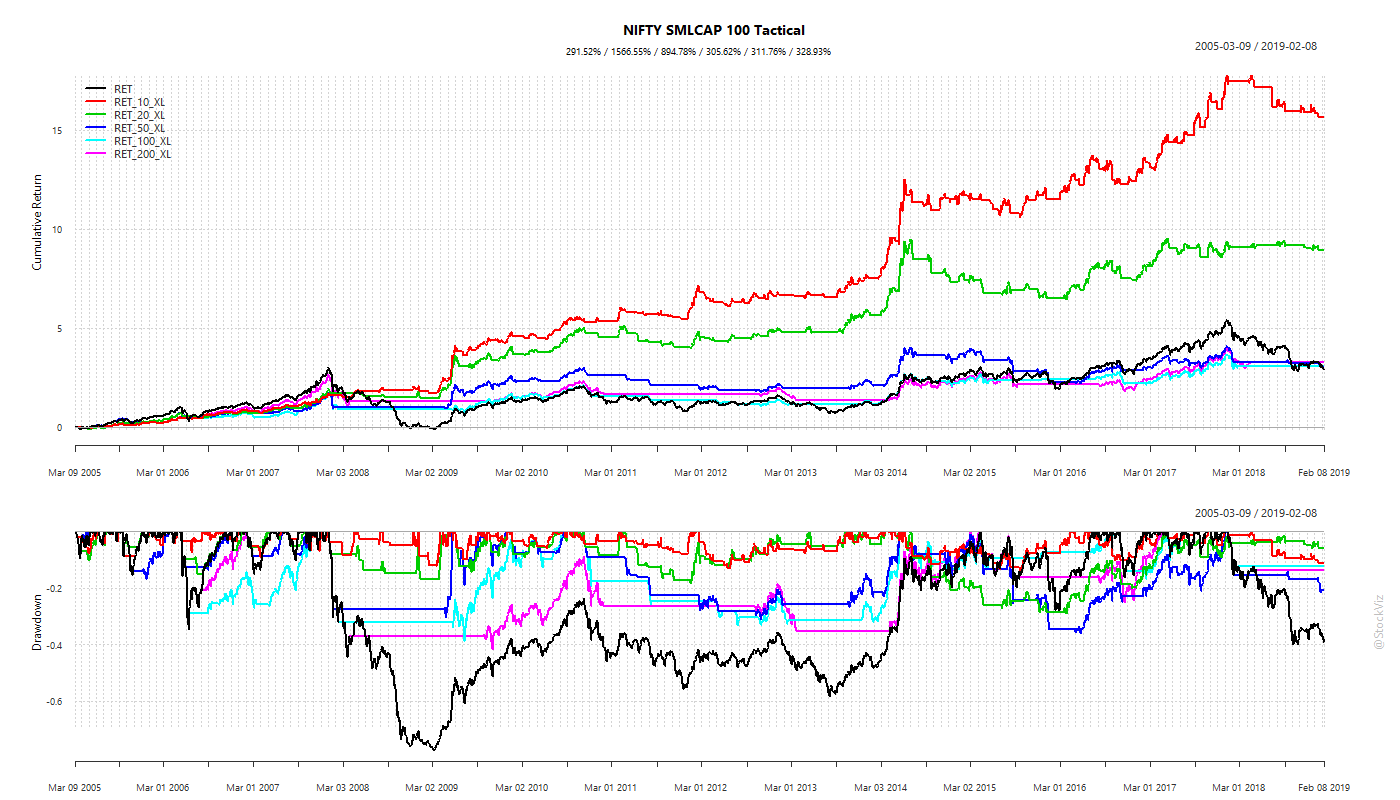 NIFTY SMLCAP 100 Tactical
291.52% / 1566.55% / 894.78% / 305.62% / 311.76% / 328.93%
2005-03-09 / 2019-02-08
RET
RET_10_XL
RET_20_XL
RET_50_XL
RET_100_XL
RET_200_XL
Cumulative Return
15
10
5
0
Mar 09 2005 Mar 01 2006 Mar 01 2007 Mar 03 2008 Mar 02 2009 Mar 02 2010 Mar 01 2011 Mar 01 2012 Mar 01 2013 Mar 03 2014 Mar 02 2015 Mar 01 2016 Mar 01 2017 Mar 01 2018 Feb 08 2019
2005-03-09 / 2019-02-08
Drawdown
-0.2
-0.4
-0.6
@StockViz
Mar 09 2005 Mar 01 2006 Mar 01 2007 Mar 03 2008 Mar 02 2009 Mar 02 2010 Mar 01 2011 Mar 01 2012 Mar 01 2013 Mar 03 2014 Mar 02 2015 Mar 01 2016 Mar 01 2017 Mar 01 2018 Feb 08 2019